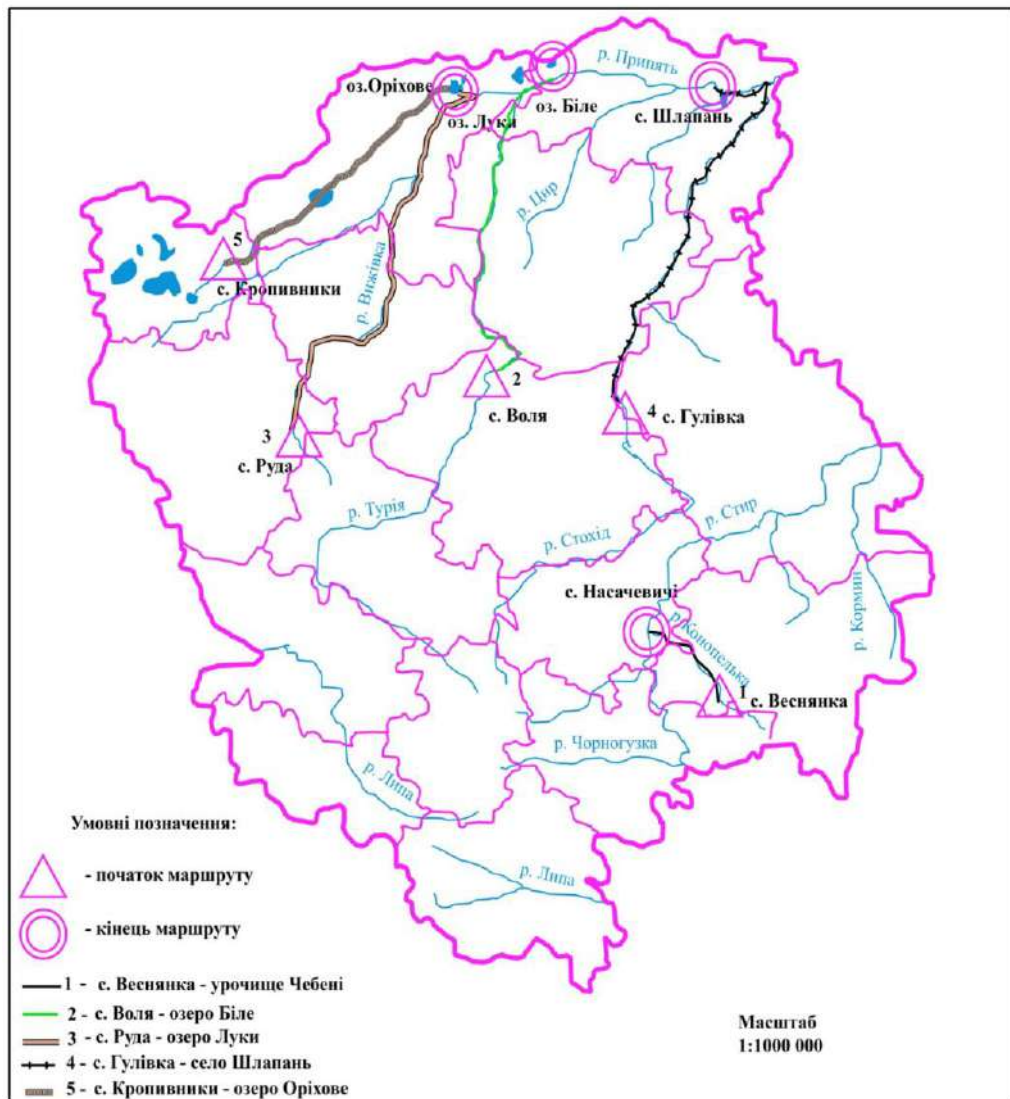 р. Припять
оз.Оріхове
оз. Луки
оз. Біле
с. Шлапань
р. Цир
5
с. Кропивники
р. Вижівка
2
с. Воля
4
с. Гулівка
3
с. Руда
р. Турія
р. Стохід
р. Стир
р. Кормин
с. Насачевичі
р.Конопелька
1
с. Веснянка
р. Чорногузка
р. Липа
р. Липа
Умовні позначення:
- початок маршруту
- кінець маршруту
1 - с. Веснянка - урочище Чебені
2 - с. Воля - озеро Біле
3 - с. Руда - озеро Луки
4 - с. Гулівка - село Шлапань
5 - с. Кропивники - озеро Оріхове
Масштаб
1:1000 000